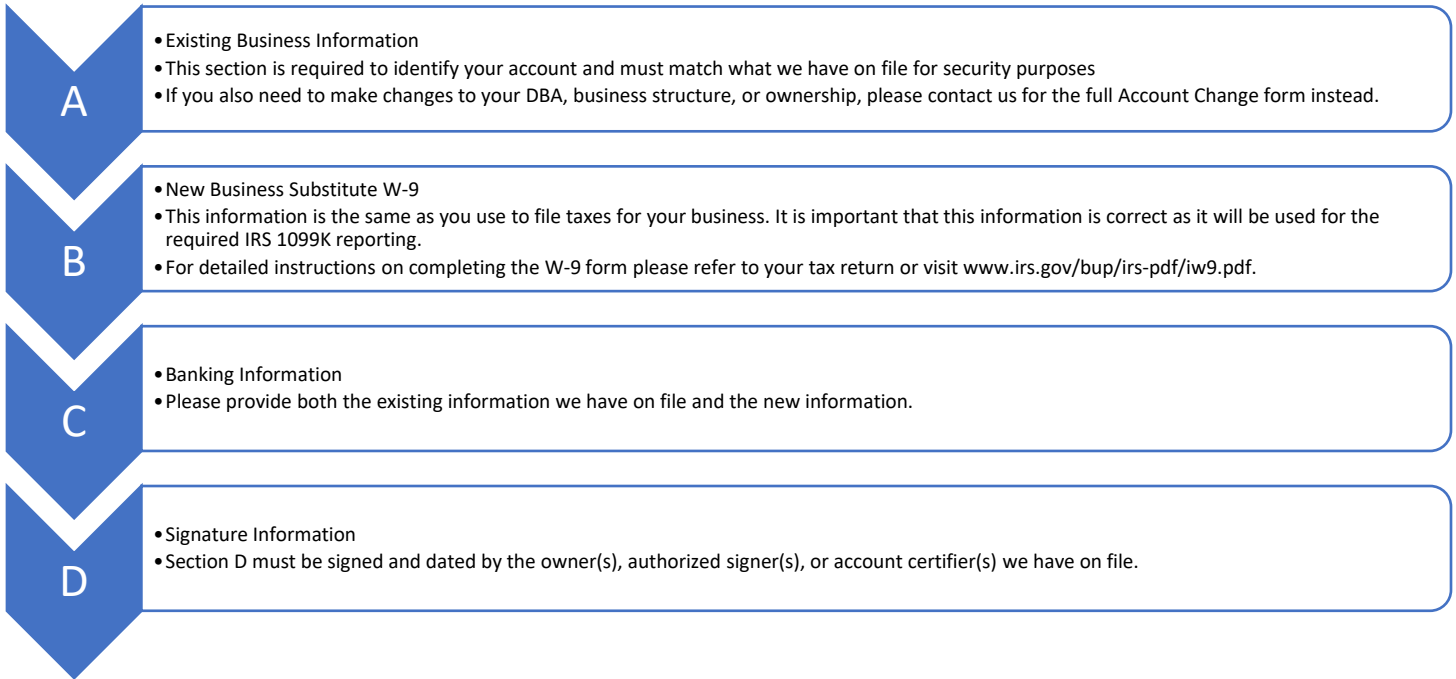 A
•Existing Business Information
•This section is required to identify your account and must match what we have on file for security purposes
•If you also need to make changes to your DBA, business structure, or ownership, please contact us for the full Account Change form instead.
B
•New Business Substitute W-9
•This information is the same as you use to file taxes for your business. It is important that this information is correct as it will be used for the
required IRS 1099K reporting.
•For detailed instructions on completing the W-9 form please refer to your tax return or visit www.irs.gov/bup/irs-pdf/iw9.pdf.
C
•Banking Information
•Please provide both the existing information we have on file and the new information.
D
•Signature Information
•Section D must be signed and dated by the owner(s), authorized signer(s), or account certifier(s) we have on file.